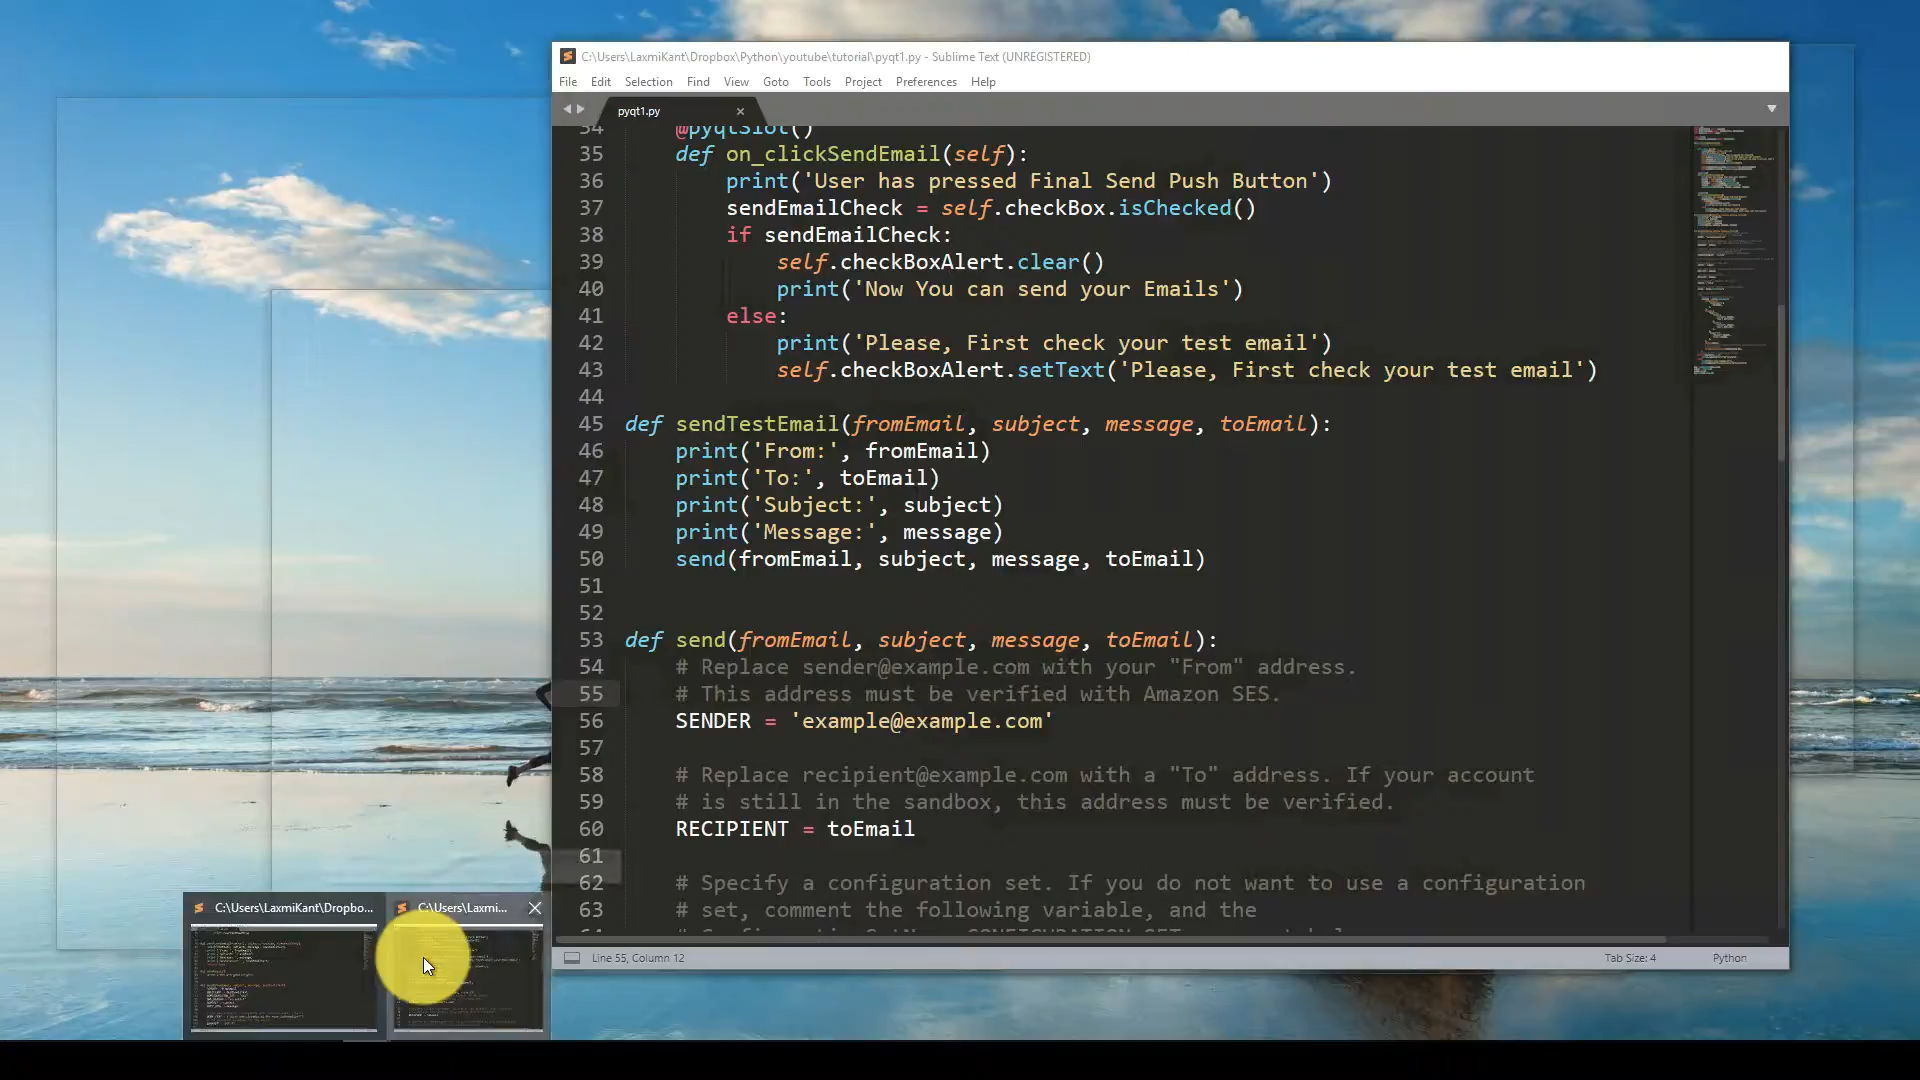 C:\Users\LaxmiKant\Dropbox\Python\youtube\tutorial\pyqt1.py - Sublime Text (UNREGISTERED)
File Edit Selection Find View Goto Tools Project Preferences Help
pyqt1.py
34 @pyqtSlot()
35 def on_clickSendEmail(self):
36 print('User has pressed Final Send Push Button')
37 sendEmailCheck = self.checkBox.isChecked()
38 if sendEmailCheck:
39 self.checkBoxAlert.clear()
40 print('Now You can send your Emails')
41 else:
42 print('Please, First check your test email')
43 self.checkBoxAlert.setText('Please, First check your test email')
44
45 def sendTestEmail(fromEmail, subject, message, toEmail):
46 print('From:', fromEmail)
47 print('To:', toEmail)
48 print('Subject:', subject)
49 print('Message:', message)
50 send(fromEmail, subject, message, toEmail)
51
52
53 def send(fromEmail, subject, message, toEmail):
54 # Replace sender@example.com with your "From" address.
55 # This address must be verified with Amazon SES.
56 SENDER = 'example@example.com'
57
58 # Replace recipient@example.com with a "To" address. If your account
59 # is still in the sandbox, this address must be verified.
60 RECIPIENT = toEmail
61
62 # Specify a configuration set. If you do not want to use a configuration
63 # set, comment the following variable, and the
C:\Users\LaxmiKant\Dropbo... C:\Users\Laxmi...
Line 55, Column 12 Tab Size: 4 Python